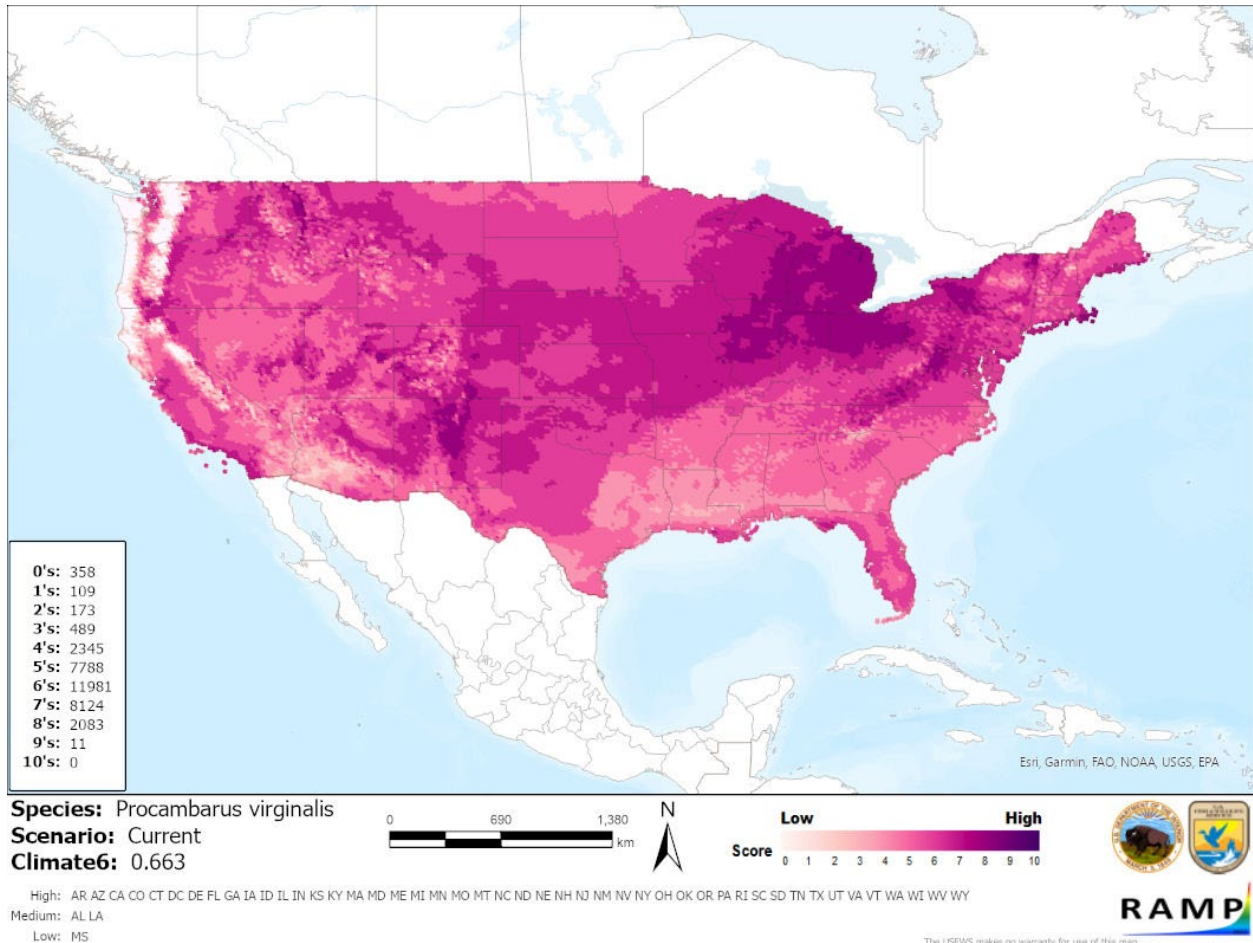 0's: 358
1's: 109
2's: 173
3's: 489
4's: 2345
5's: 7788
6's: 11981
7's: 8124
8's: 2083
9's: 11
10's: 0
Esri, Garmin, FAO, NOAA, USGS, EPA
Species: Procambarus virginalis
Scenario: Current
Climate6: 0.663
0 690 1,380
km
N
Low High
Score 0 1 2 3 4 5 6 7 8 9 10
High: AR AZ CA CO CT DC DE FL GA IA ID IL IN KS KY MA MD ME MI MN MO MT NC ND NE NH NJ NM NV NY OH OK OR PA RI SC SD TN TX UT VA VT WA WI WV WY
Medium: AL LA
Low: MS
RAMP
The USFWS makes no warranty for use of this map